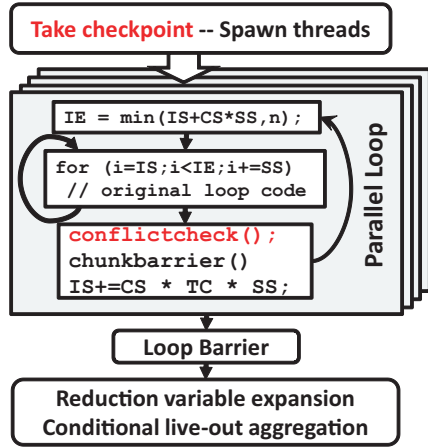 Take checkpoint -- Spawn threads
IE = min(IS+CS*SS,n);
for (i=IS;i<IE;i+=SS)
// original loop code
conflictcheck();
chunkbarrier()
IS+=CS * TC * SS;
Parallel Loop
Loop Barrier
Reduction variable expansion
Conditional live-out aggregation